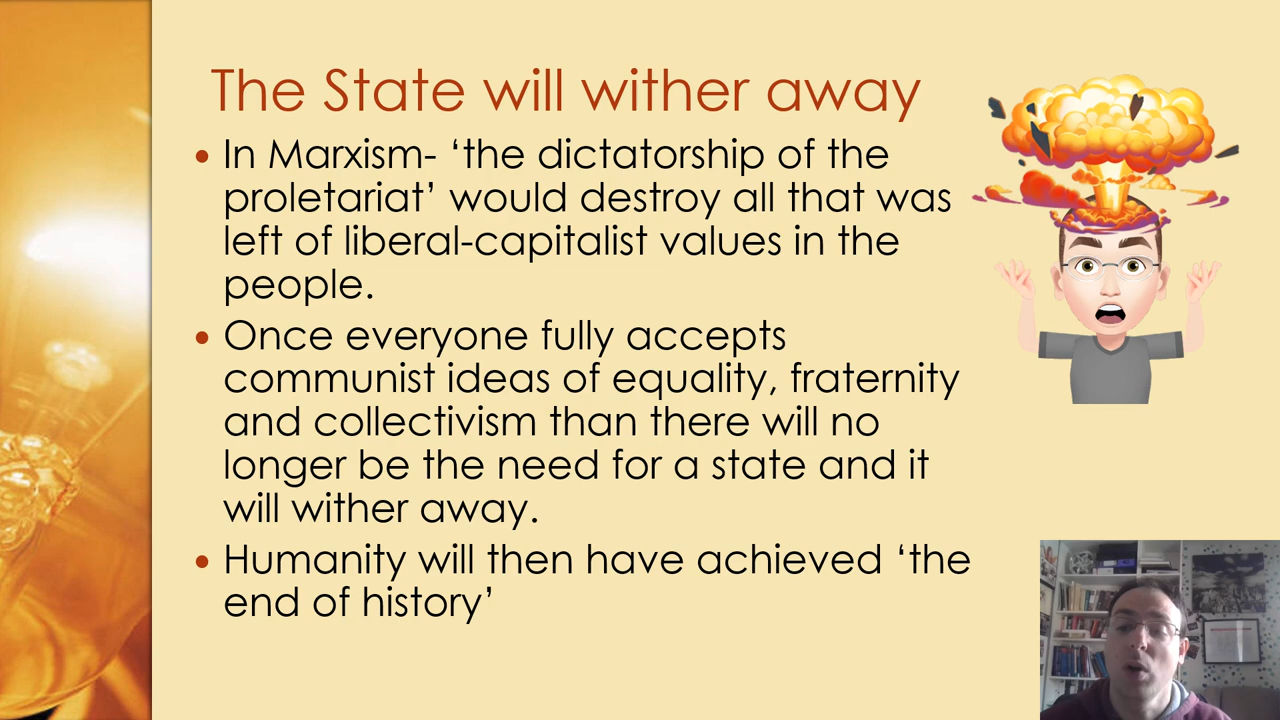 The State will wither away
• In Marxism- ‘the dictatorship of the
proletariat’ would destroy all that was
left of liberal-capitalist values in the
people.
• Once everyone fully accepts
communist ideas of equality, fraternity
and collectivism than there will no
longer be the need for a state and it
will wither away.
• Humanity will then have achieved ‘the
end of history’